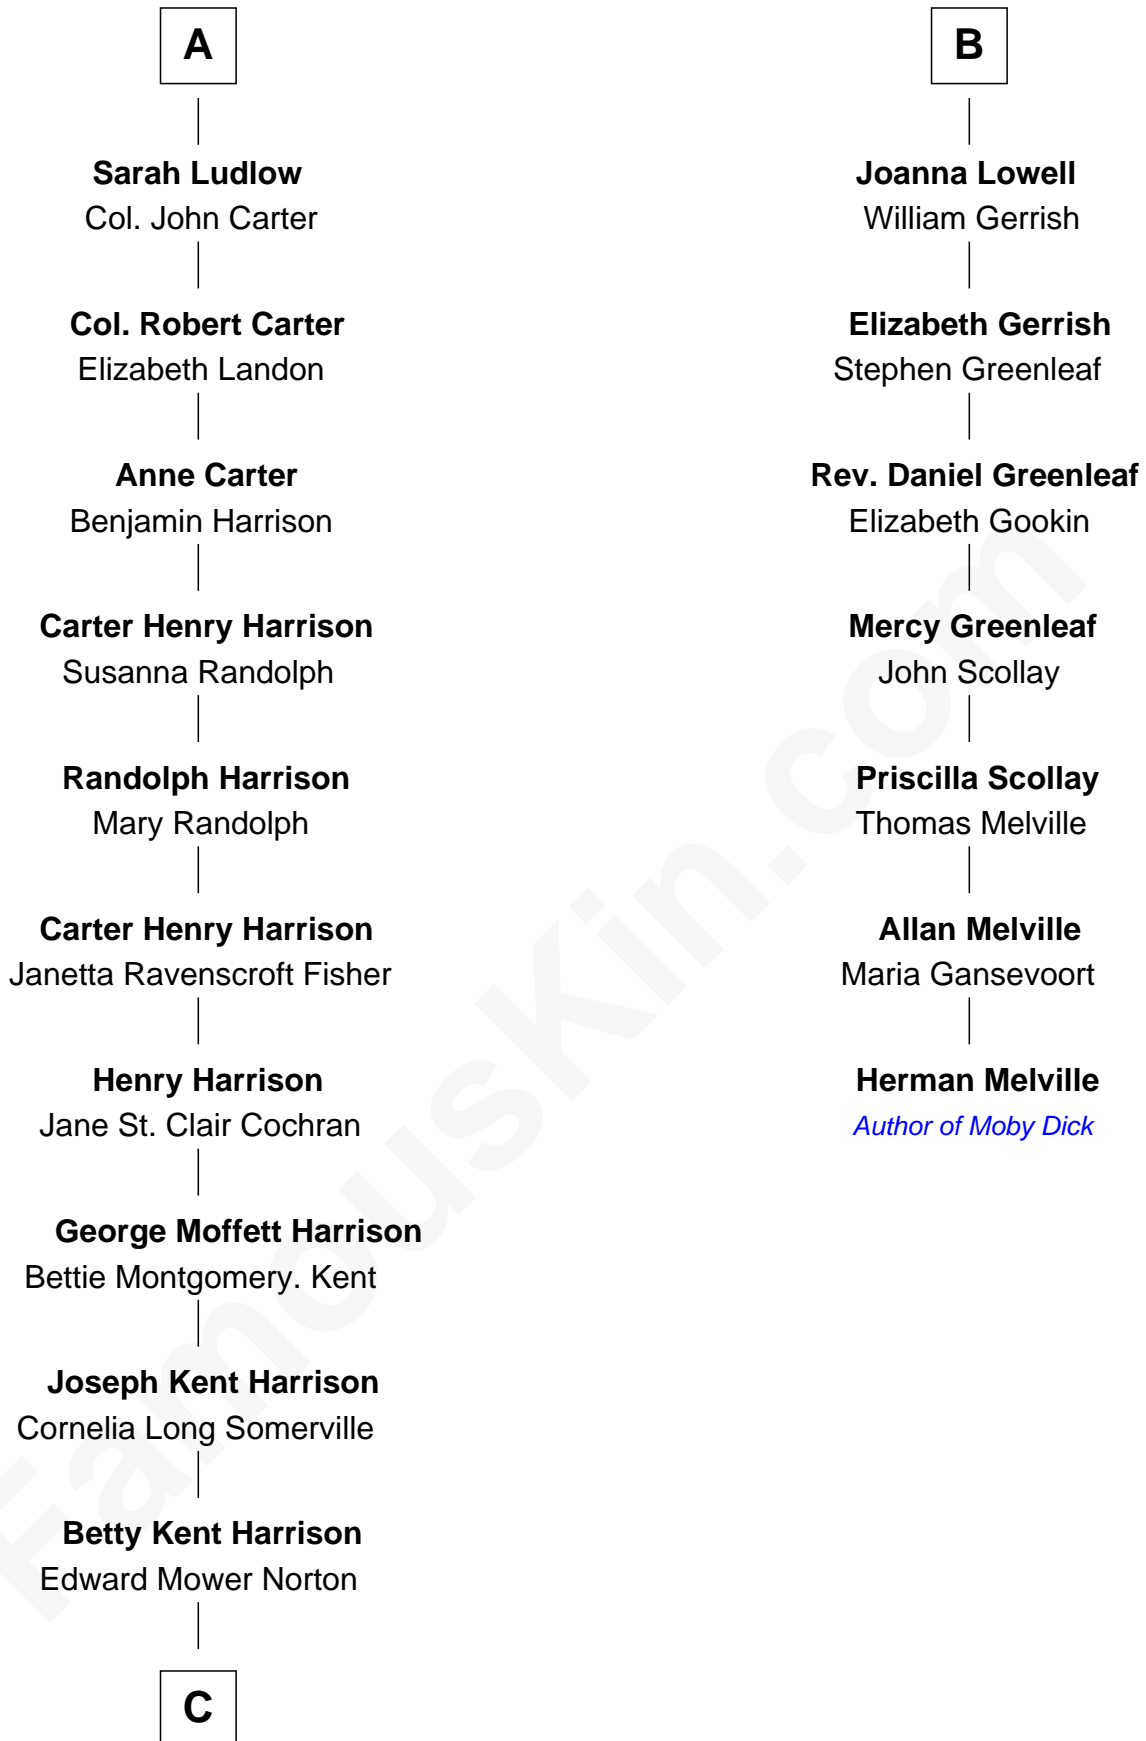 A
Sarah Ludlow
Col. John Carter
Col. Robert Carter
Elizabeth Landon
Anne Carter
Benjamin Harrison
Carter Henry Harrison
Susanna Randolph
Randolph Harrison
Mary Randolph
Carter Henry Harrison
Janetta Ravenscroft Fisher
Henry Harrison
Jane St. Clair Cochran
George Moffett Harrison
Bettie Montgomery. Kent
Joseph Kent Harrison
Cornelia Long Somerville
Betty Kent Harrison
Edward Mower Norton
C
B
Joanna Lowell
William Gerrish
Elizabeth Gerrish
Stephen Greenleaf
Rev. Daniel Greenleaf
Elizabeth Gookin
Mercy Greenleaf
John Scollay
Priscilla Scollay
Thomas Melville
Allan Melville
Maria Gansevoort
Herman Melville
Author of Moby Dick
FamousKin.com